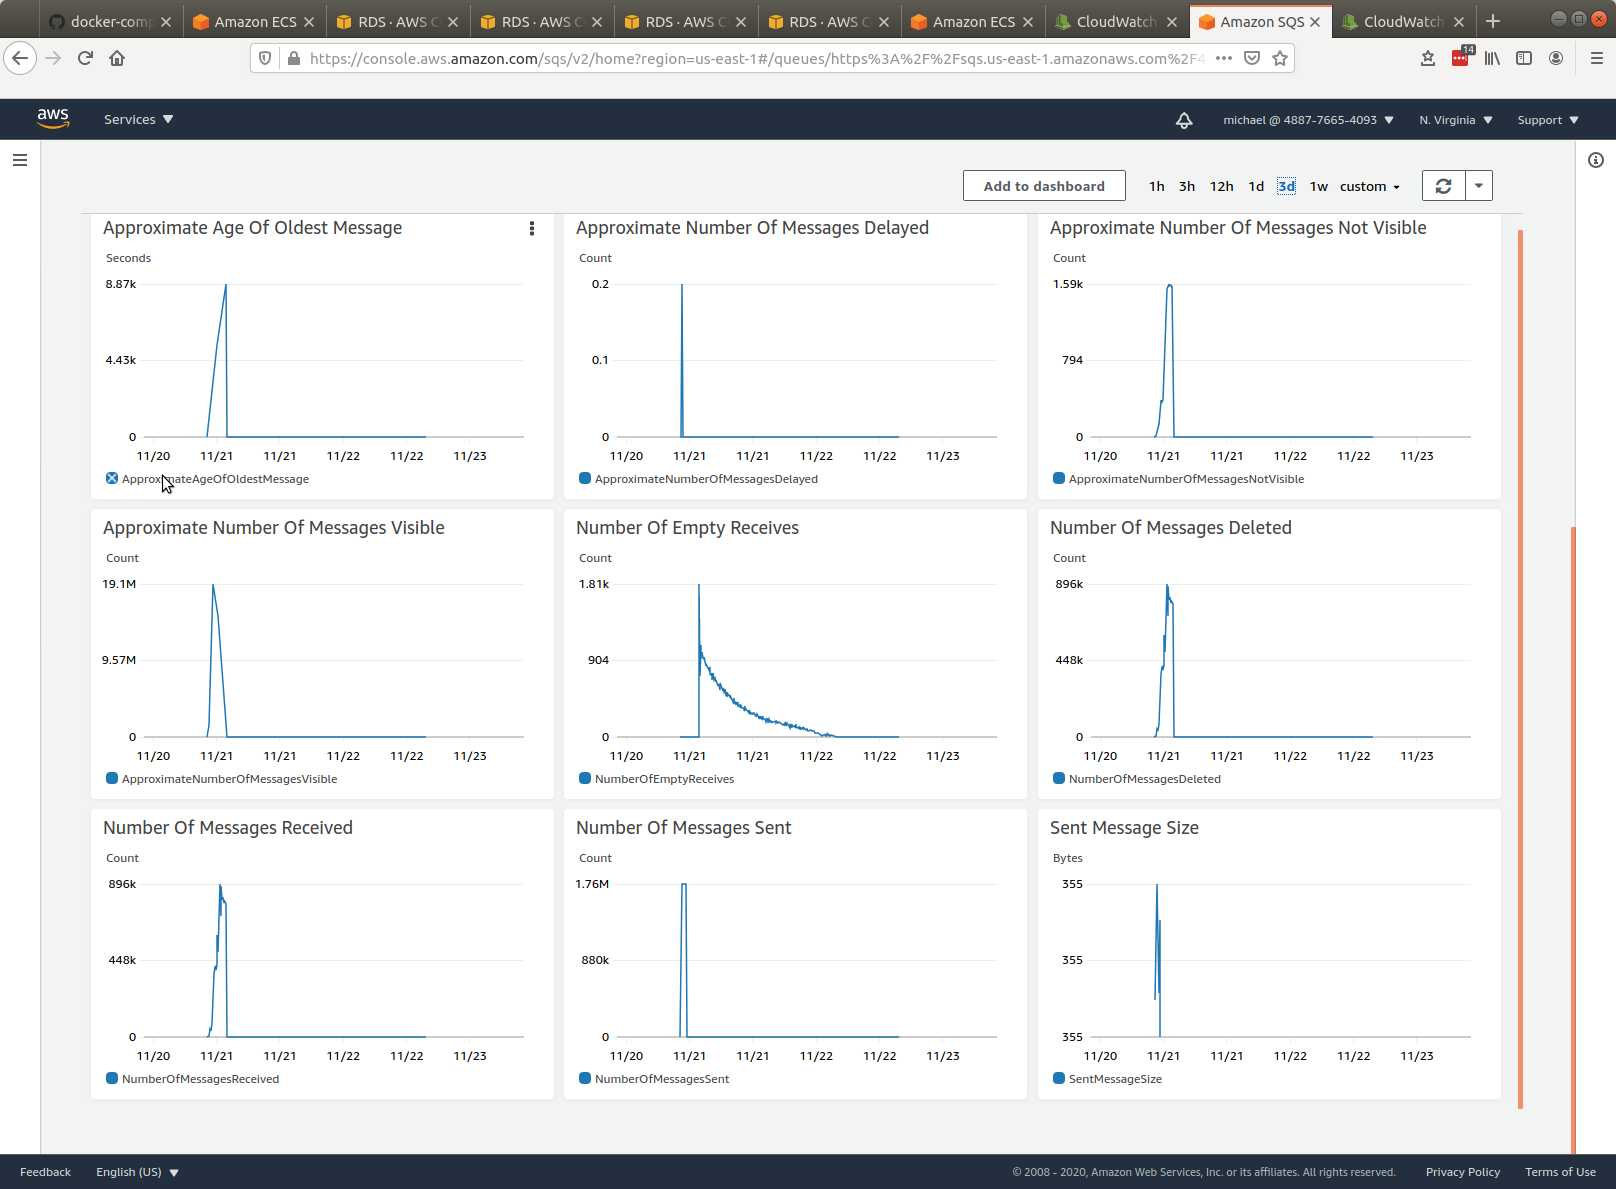 docker-comp
Amazon ECS
RDS · AWS C
RDS · AWS C
RDS · AWS C
RDS · AWS C
Amazon ECS
CloudWatch
Amazon SQS
CloudWatch
https://console.aws.amazon.com/sqs/v2/home?region=us-east-1#/queues/https%3A%2F%2Fsqs.us-east-1.amazonaws.com%2F4
14
aws
Services
michael @ 4887-7665-4093
N. Virginia
Support
Add to dashboard
1h 3h 12h 1d 3d 1w custom
Approximate Age Of Oldest Message
Seconds
8.87k
4.43k
0
11/20 11/21 11/21 11/22 11/22 11/23
ApproximateAgeOfOldestMessage
Approximate Number Of Messages Delayed
Count
0.2
0.1
0
11/20 11/21 11/21 11/22 11/22 11/23
ApproximateNumberOfMessagesDelayed
Approximate Number Of Messages Not Visible
Count
1.59k
794
0
11/20 11/21 11/21 11/22 11/22 11/23
ApproximateNumberOfMessagesNotVisible
Approximate Number Of Messages Visible
Count
19.1M
9.57M
0
11/20 11/21 11/21 11/22 11/22 11/23
ApproximateNumberOfMessagesVisible
Number Of Empty Receives
Count
1.81k
904
0
11/20 11/21 11/21 11/22 11/22 11/23
NumberOfEmptyReceives
Number Of Messages Deleted
Count
896k
448k
0
11/20 11/21 11/21 11/22 11/22 11/23
NumberOfMessagesDeleted
Number Of Messages Received
Count
896k
448k
0
11/20 11/21 11/21 11/22 11/22 11/23
NumberOfMessagesReceived
Number Of Messages Sent
Count
1.76M
880k
0
11/20 11/21 11/21 11/22 11/22 11/23
NumberOfMessagesSent
Sent Message Size
Bytes
355
355
355
11/20 11/21 11/21 11/22 11/22 11/23
SentMessageSize
Feedback
English (US)
© 2008 - 2020, Amazon Web Services, Inc. or its affiliates. All rights reserved.
Privacy Policy
Terms of Use